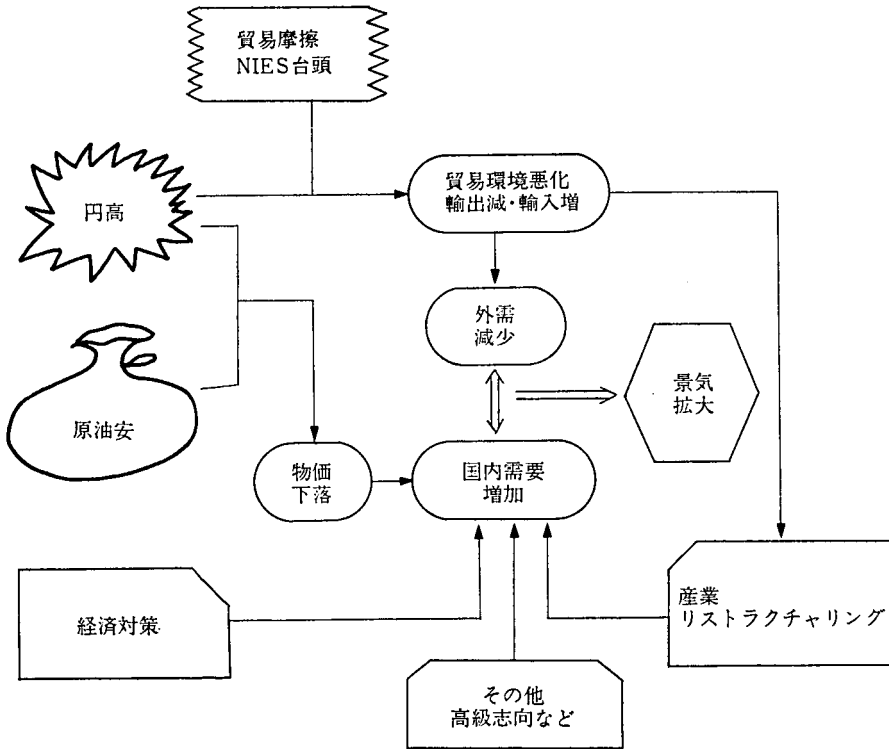 貿易摩擦
NIES台頭
円高
貿易環境悪化
輸出減・輸入増
外需
減少
景気
拡大
原油安
物価
下落
国内需要
増加
経済対策
産業
リストラクチャリング
その他
高級志向など